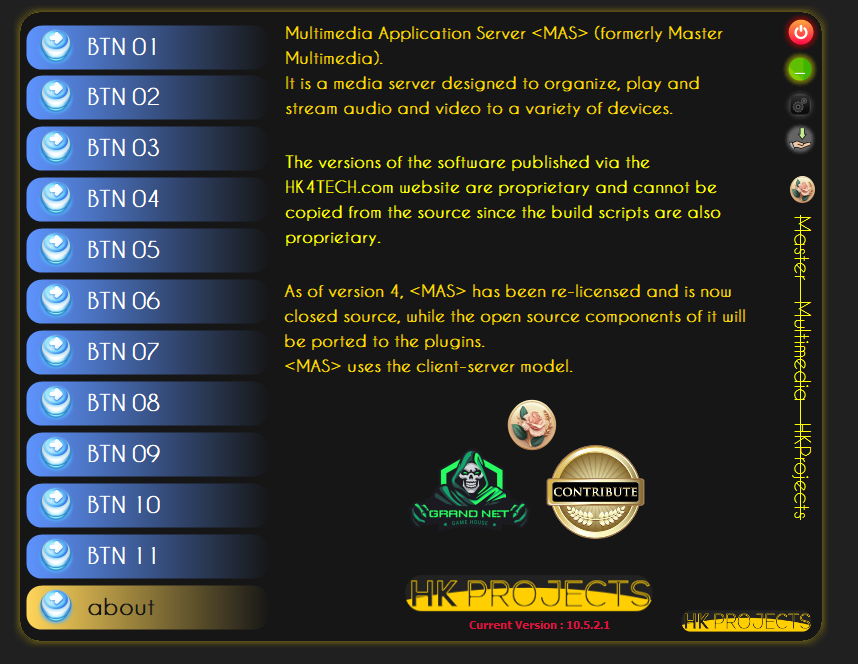 BTN 01
BTN 02
BTN 03
BTN 04
BTN 05
BTN 06
BTN 07
BTN 08
BTN 09
BTN 10
BTN 11
about
Multimedia Application Server <MAS> (formerly Master
Multimedia).
It is a media server designed to organize, play and
stream audio and video to a variety of devices.
The versions of the software published via the
HK4TECH.com website are proprietary and cannot be
copied from the source since the build scripts are also
proprietary.
As of version 4, <MAS> has been re-licensed and is now
closed source, while the open source components of it will
be ported to the plugins.
<MAS> uses the client-server model.
GRAND NET
GAME HOUSE
CONTRIBUTE
HK PROJECTS
Current Version : 10.5.2.1
Master Multimedia HKProjects
HK PROJECTS